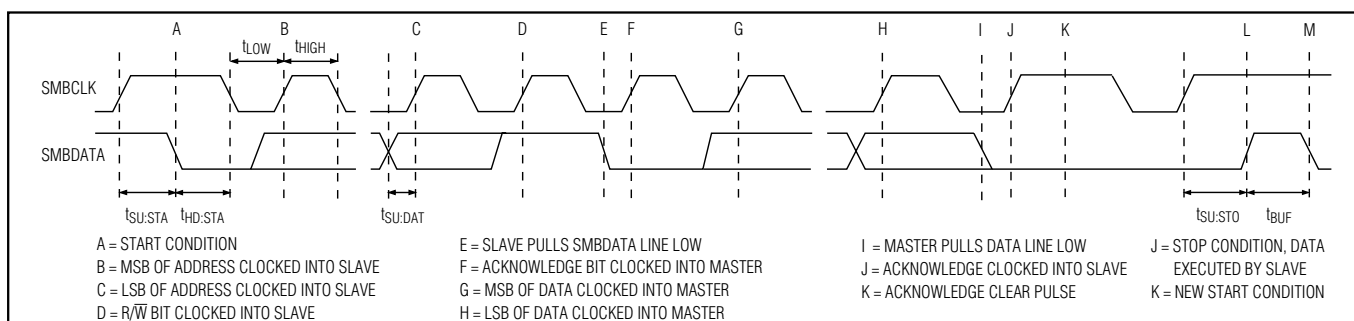 A B C D E F G H I J K L M
tLOW tHIGH
SMBCLK
SMBDATA
tSU:STA tHD:STA tSU:DAT tSU:STO tBUF
A = START CONDITION
B = MSB OF ADDRESS CLOCKED INTO SLAVE
C = LSB OF ADDRESS CLOCKED INTO SLAVE
D = R/W̅ BIT CLOCKED INTO SLAVE
E = SLAVE PULLS SMBDATA LINE LOW
F = ACKNOWLEDGE BIT CLOCKED INTO MASTER
G = MSB OF DATA CLOCKED INTO MASTER
H = LSB OF DATA CLOCKED INTO MASTER
I = MASTER PULLS DATA LINE LOW
J = ACKNOWLEDGE CLOCKED INTO SLAVE
K = ACKNOWLEDGE CLEAR PULSE
J = STOP CONDITION, DATA
EXECUTED BY SLAVE
K = NEW START CONDITION